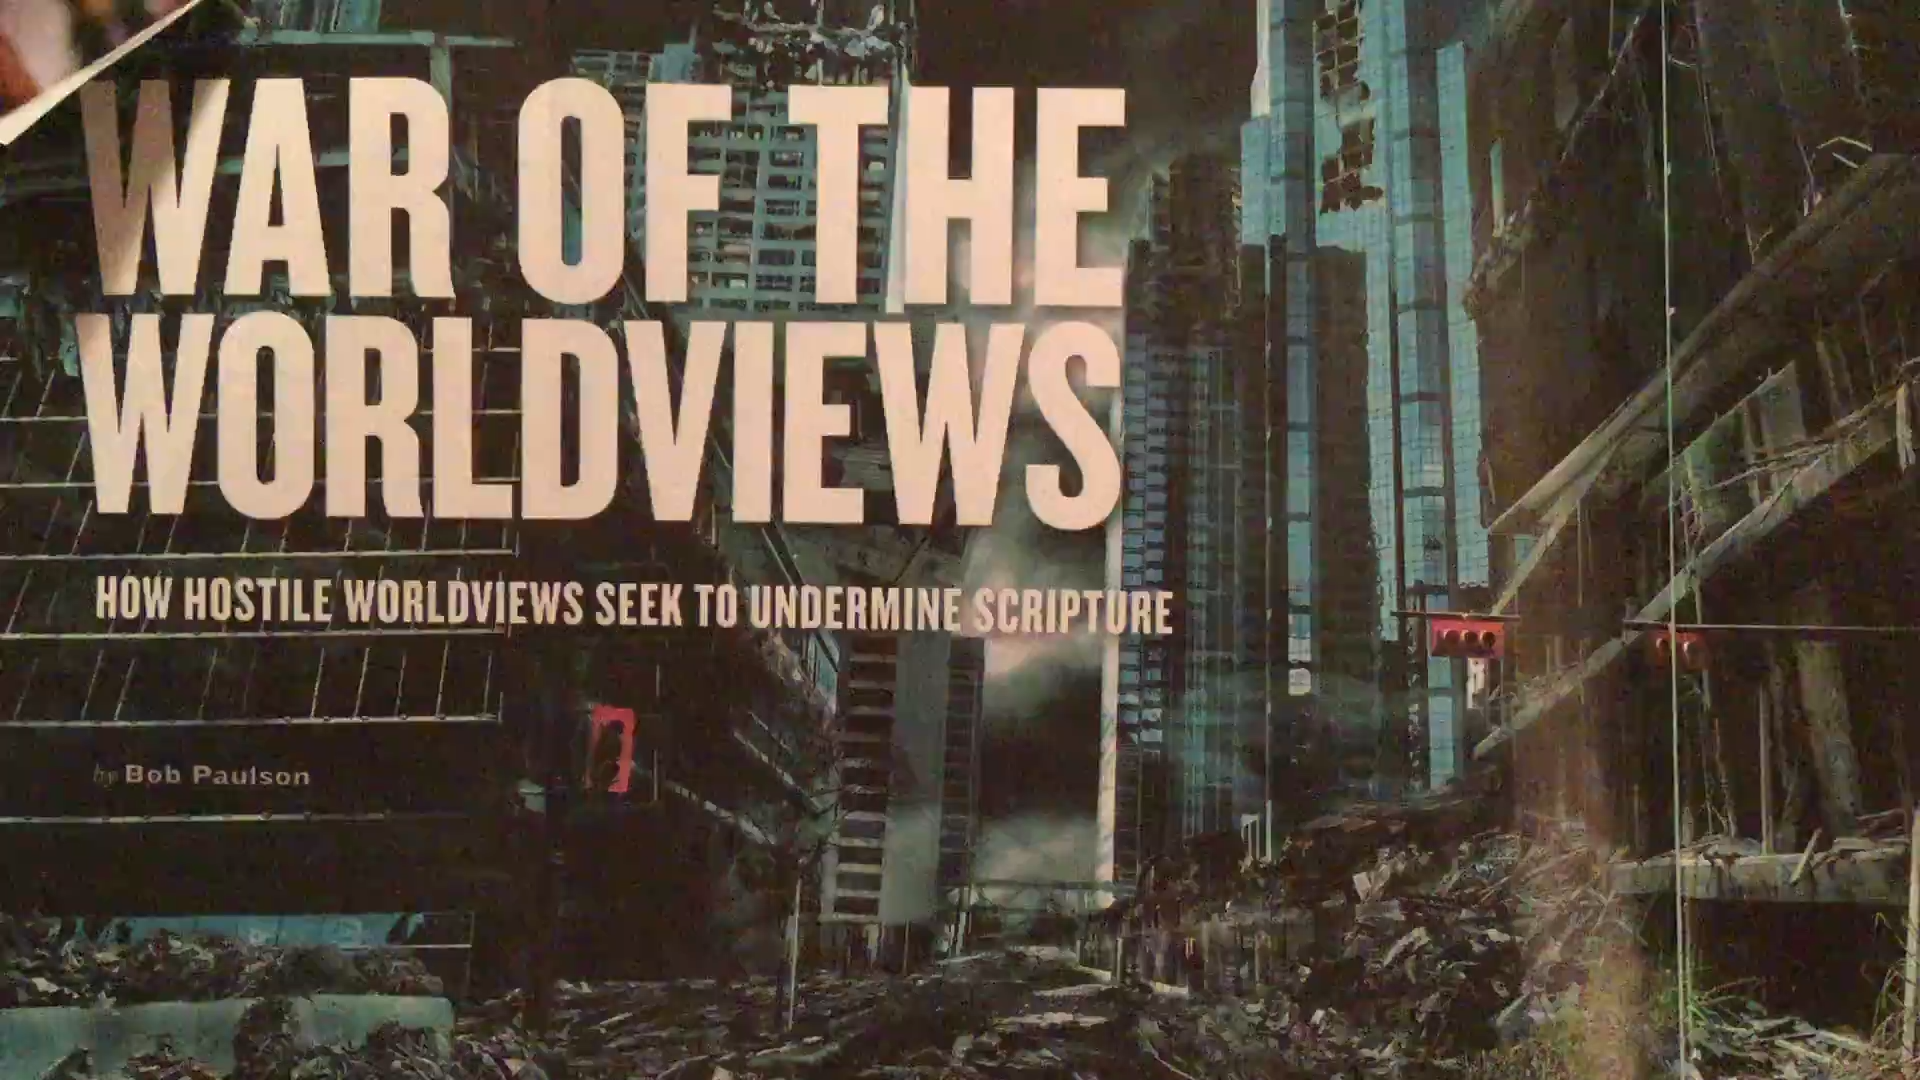 WAR OF THE
WORLDVIEWS
HOW HOSTILE WORLDVIEWS SEEK TO UNDERMINE SCRIPTURE
by Bob Paulson